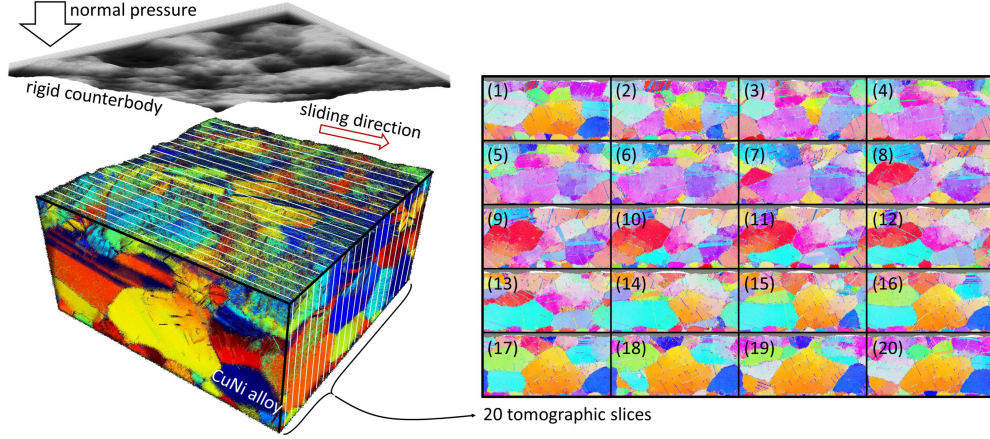 normal pressure
rigid counterbody
sliding direction
CuNi alloy
20 tomographic slices
(1) (2) (3) (4)
(5) (6) (7) (8)
(9) (10) (11) (12)
(13) (14) (15) (16)
(17) (18) (19) (20)